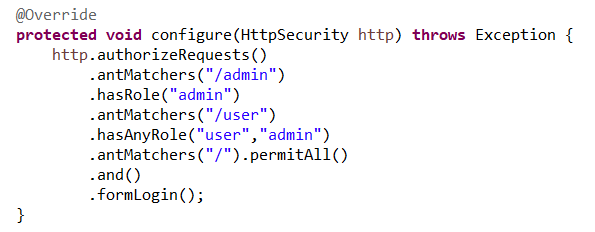 @Override
protected void configure(HttpSecurity http) throws Exception {
    http.authorizeRequests()
        .antMatchers("/admin")
        .hasRole("admin")
        .antMatchers("/user")
        .hasAnyRole("user","admin")
        .antMatchers("/").permitAll()
        .and()
        .formLogin();
}